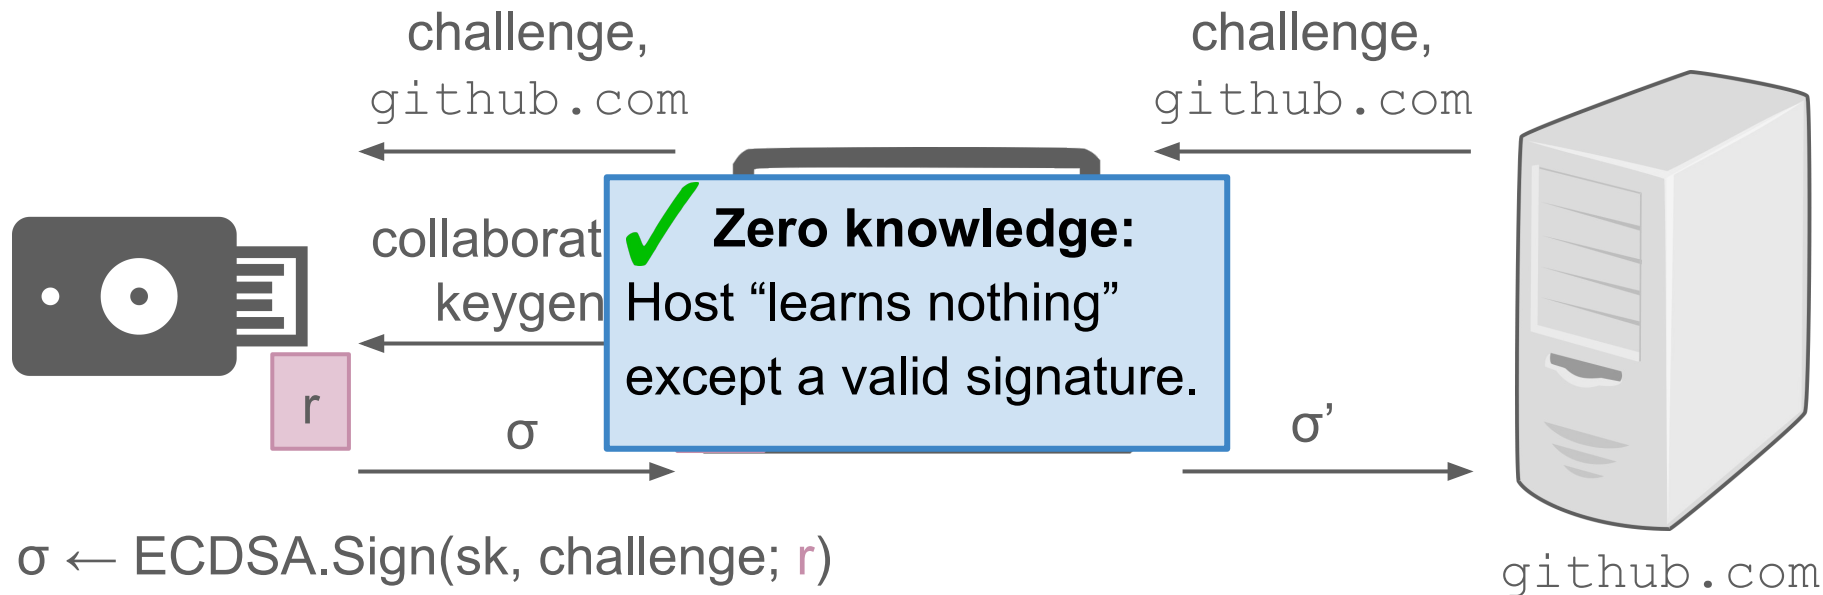 challenge,
github.com
challenge,
github.com
collaborat
keygen
✓ Zero knowledge:
Host “learns nothing”
except a valid signature.
r
σ
σ’
σ ← ECDSA.Sign(sk, challenge; r)
github.com